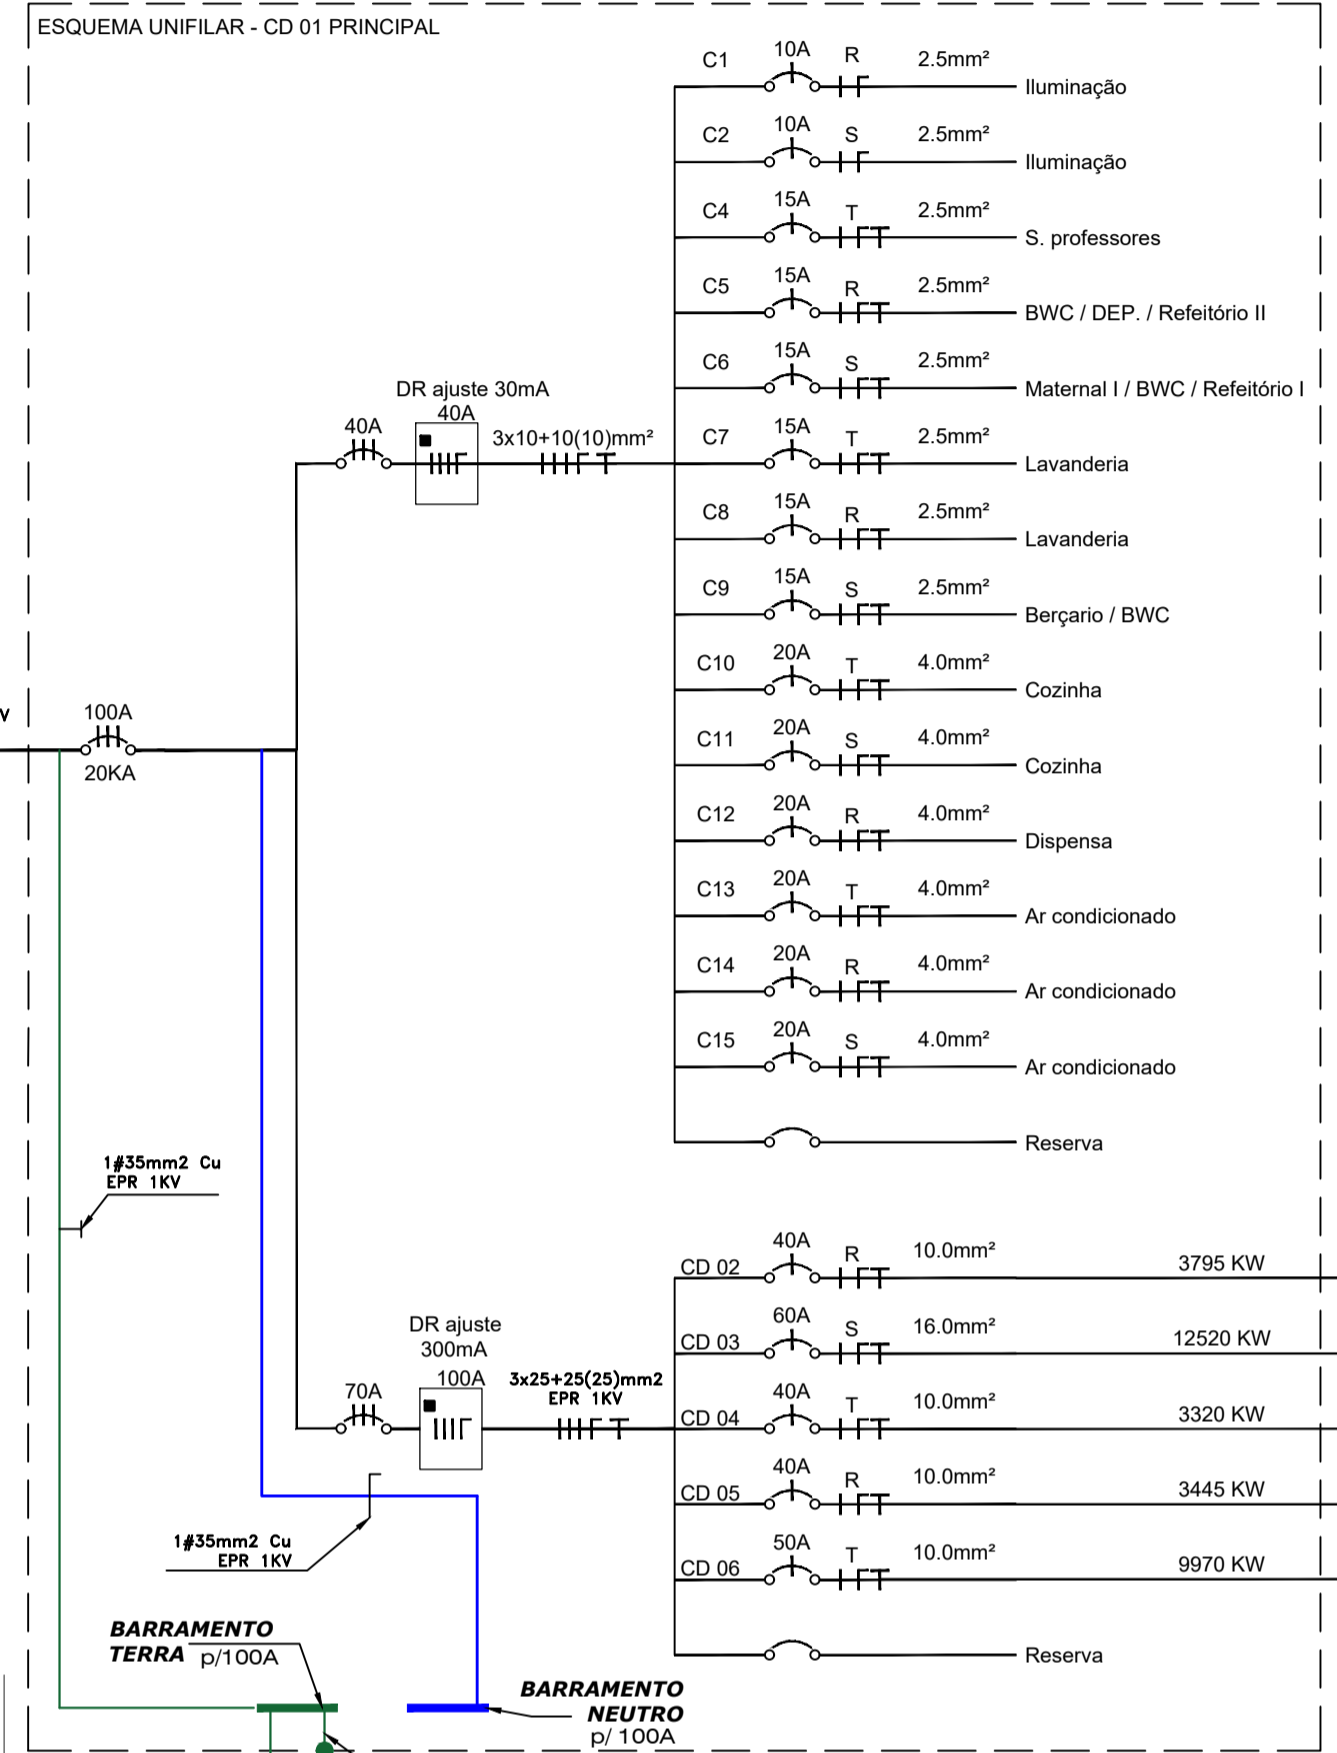 ESQUEMA UNIFILAR - CD 01 PRINCIPAL
C1 10A R 2.5mm²
Iluminação
C2 10A S 2.5mm²
Iluminação
C4 15A T 2.5mm²
S. professores
C5 15A R 2.5mm²
BWC / DEP. / Refeitório II
C6 15A S 2.5mm²
Maternal I / BWC / Refeitório I
DR ajuste 30mA
40A
40A
3x10+10(10)mm²
C7 15A T 2.5mm²
Lavanderia
C8 15A R 2.5mm²
Lavanderia
C9 15A S 2.5mm²
Berçario / BWC
C10 20A T 4.0mm²
Cozinha
V
100A
20KA
C11 20A S 4.0mm²
Cozinha
C12 20A R 4.0mm²
Dispensa
C13 20A T 4.0mm²
Ar condicionado
C14 20A R 4.0mm²
Ar condicionado
C15 20A S 4.0mm²
Ar condicionado
Reserva
1#35mm2 Cu
EPR 1KV
CD 02 40A R 10.0mm² 3795 KW
CD 03 60A S 16.0mm² 12520 KW
DR ajuste
300mA
70A
100A
3x25+25(25)mm2
EPR 1KV
CD 04 40A T 10.0mm² 3320 KW
CD 05 40A R 10.0mm² 3445 KW
CD 06 50A T 10.0mm² 9970 KW
Reserva
1#35mm2 Cu
EPR 1KV
BARRAMENTO
TERRA p/100A
BARRAMENTO
NEUTRO
p/ 100A